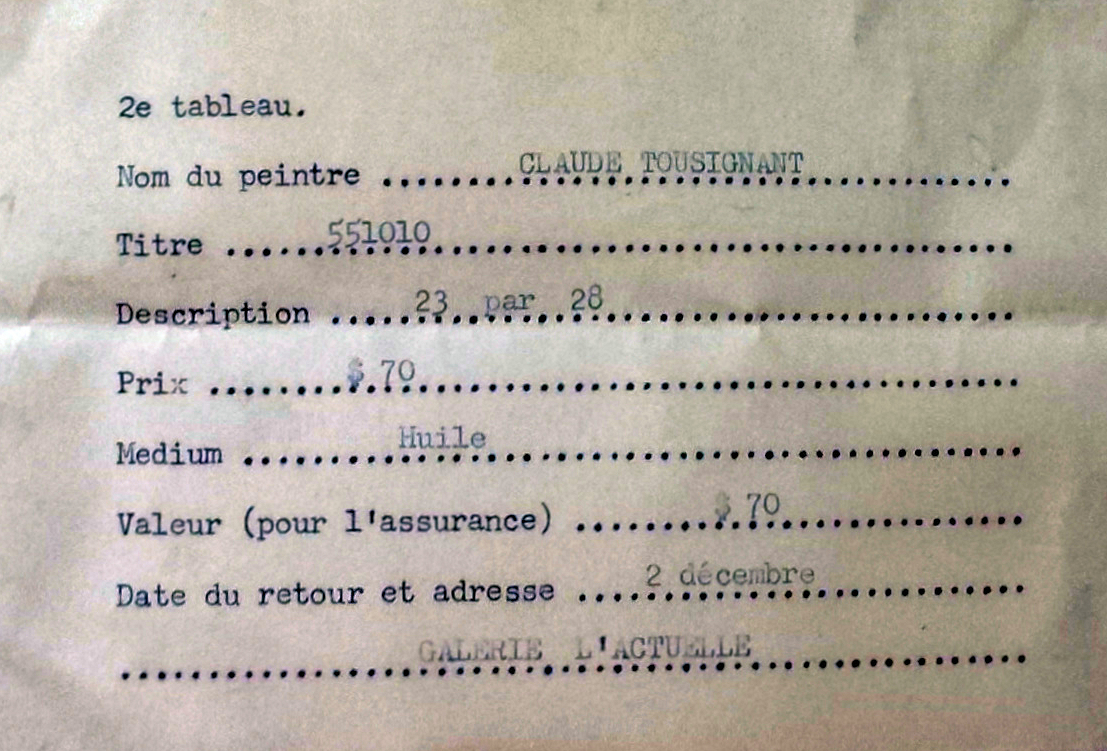 2e tableau.
Nom du peintre ........CLAUDE TOUSIGNANT............
Titre ......551010..................................
Description .....23 par 28..........................
Prix ........$.70...................................
Medium .........Huile...............................
Valeur (pour l'assurance) ........$.70..............
Date du retour et adresse ....2 décembre............
.................GALERIE L'ACTUELLE.................